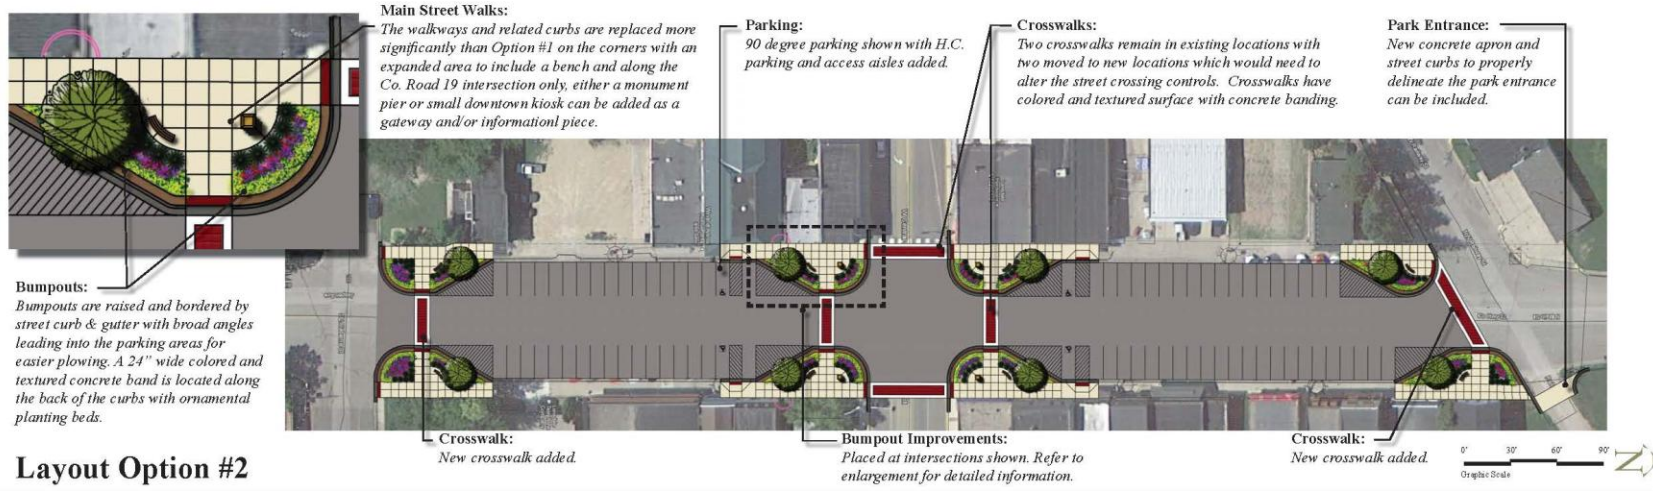 Main Street Walks:
The walkways and related curbs are replaced more
significantly than Option #1 on the corners with an
expanded area to include a bench and along the
Co. Road 19 intersection only, either a monument
pier or small downtown kiosk can be added as a
gateway and/or informationl piece.
Parking:
90 degree parking shown with H.C.
parking and access aisles added.
Crosswalks:
Two crosswalks remain in existing locations with
two moved to new locations which would need to
alter the street crossing controls. Crosswalks have
colored and textured surface with concrete banding.
Park Entrance:
New concrete apron and
street curbs to properly
delineate the park entrance
can be included.
Bumpouts:
Bumpouts are raised and bordered by
street curb & gutter with broad angles
leading into the parking areas for
easier plowing. A 24" wide colored and
textured concrete band is located along
the back of the curbs with ornamental
planting beds.
Crosswalk:
New crosswalk added.
Bumpout Improvements:
Placed at intersections shown. Refer to
enlargement for detailed information.
Crosswalk:
New crosswalk added.
Layout Option #2
0' 30' 60' 90'
Graphic Scale
N